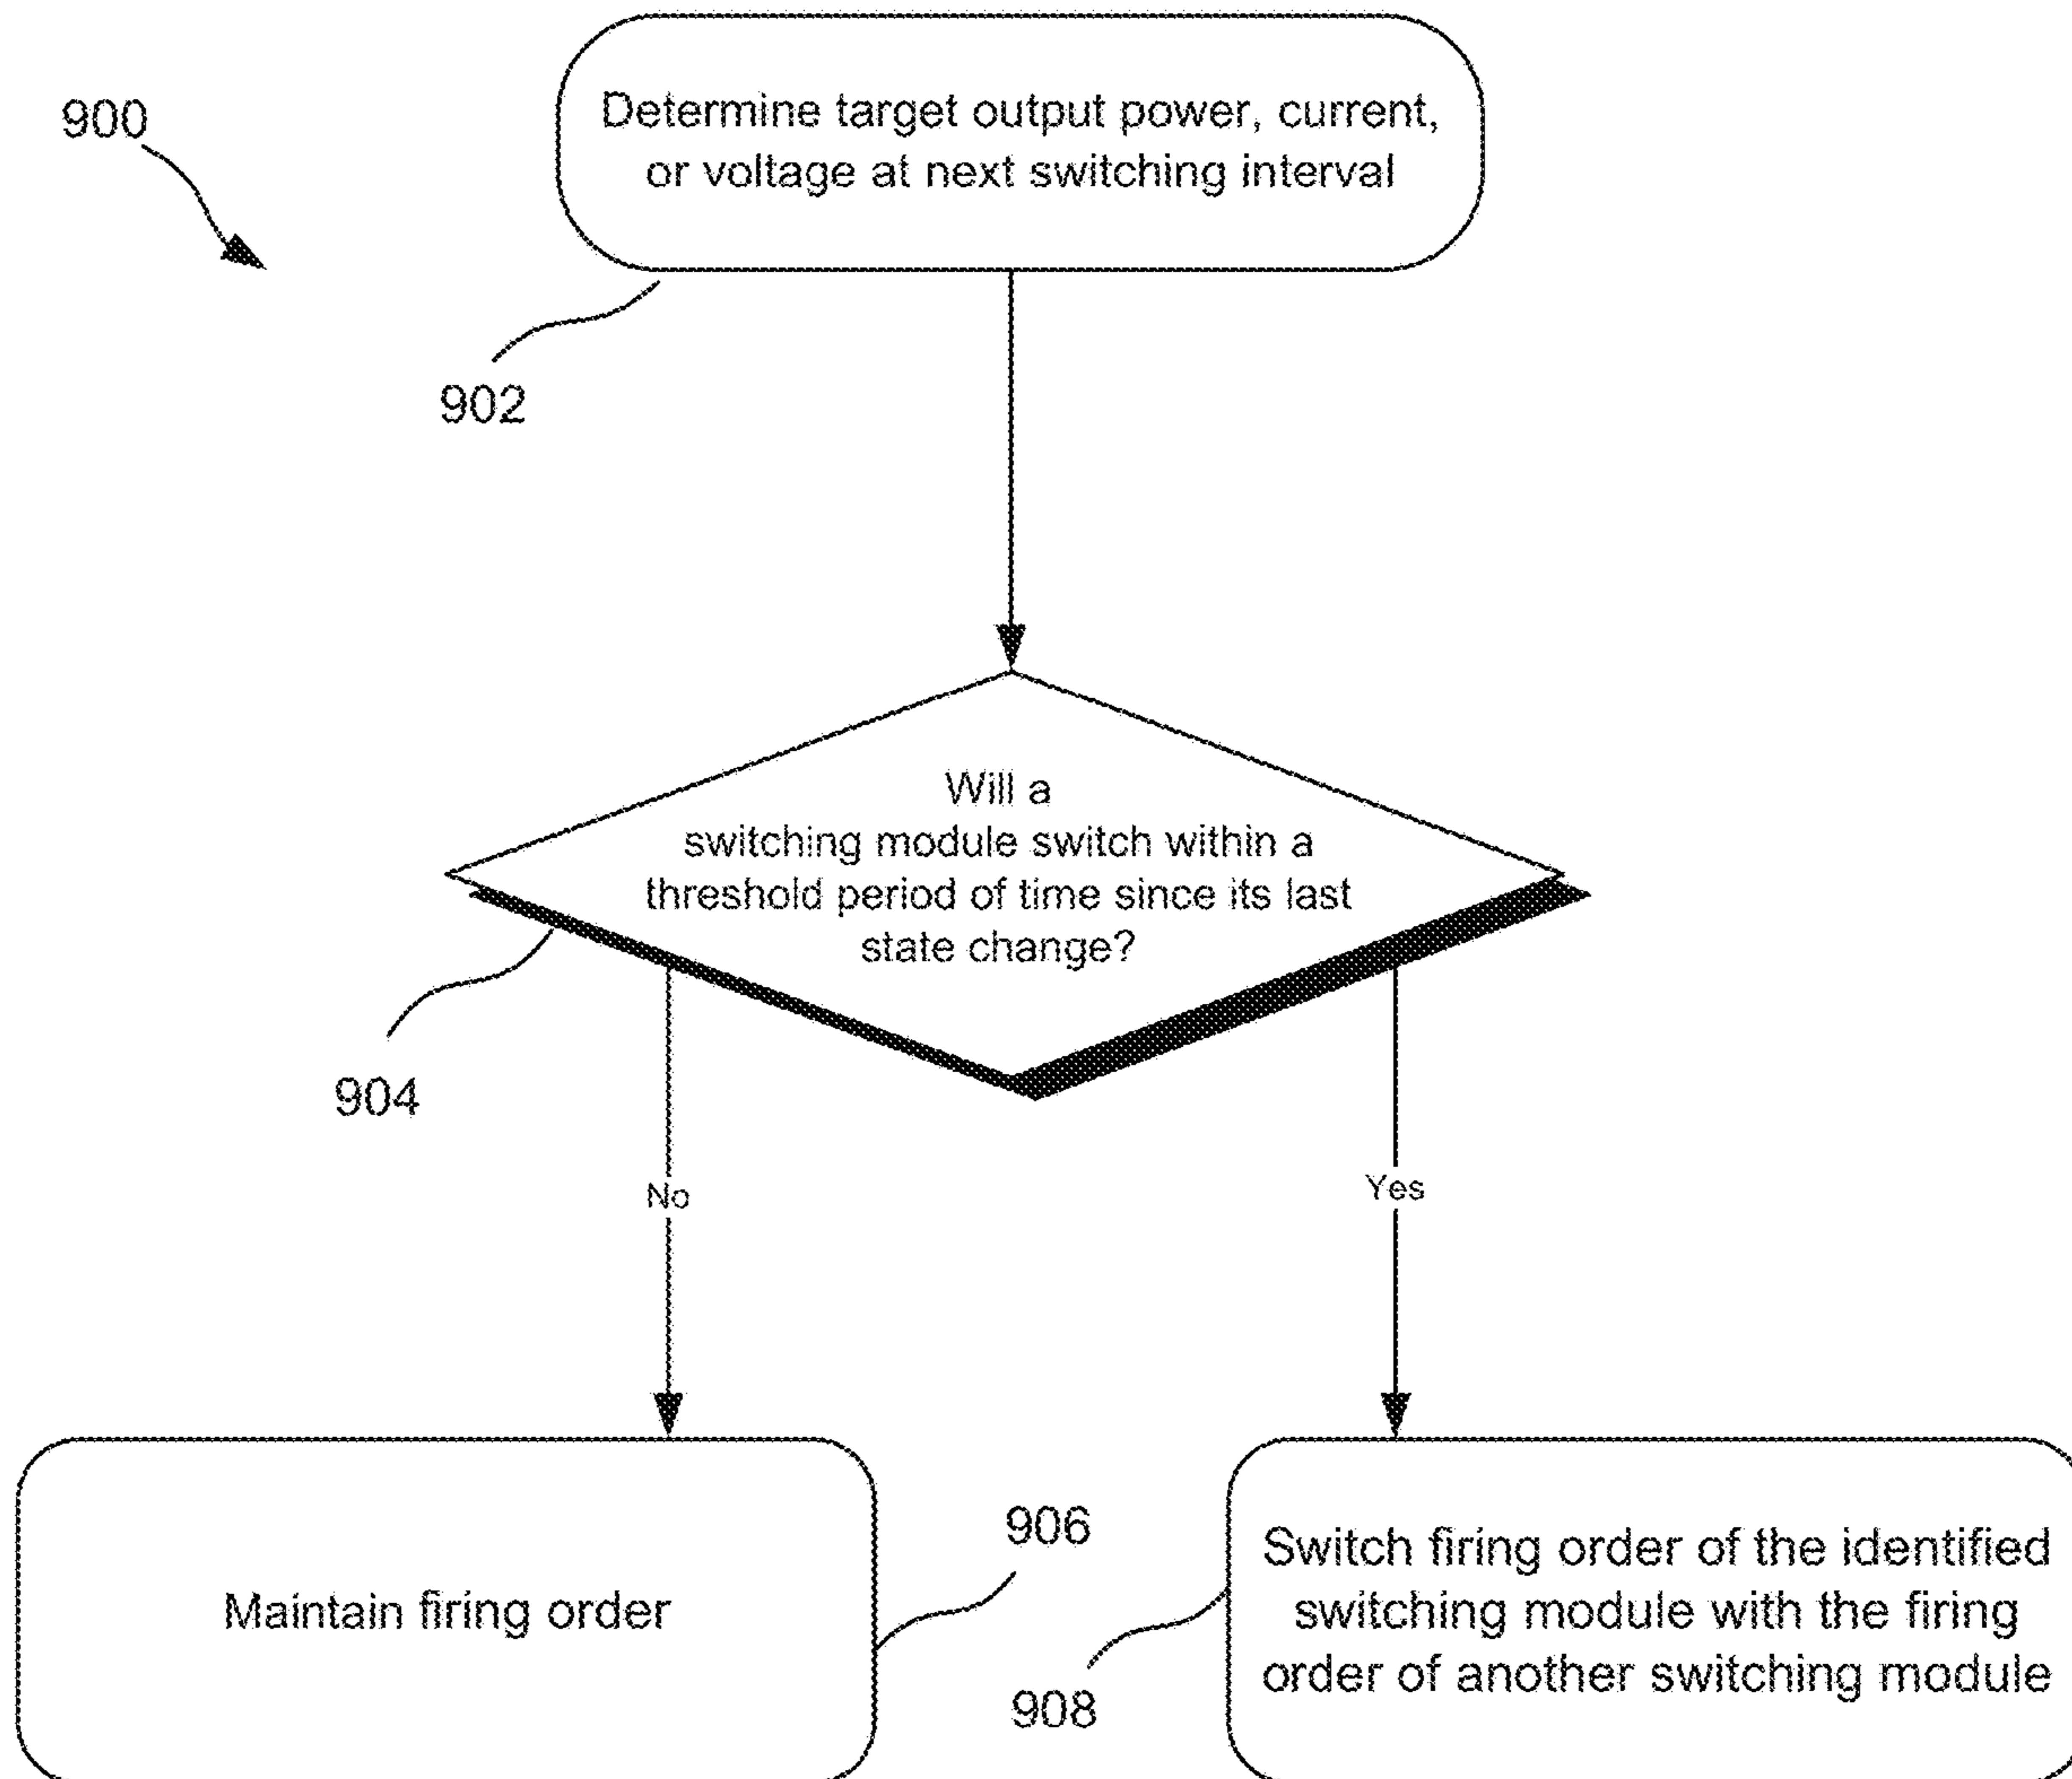 900
Determine target output power, current,
or voltage at next switching interval
902
Will a
switching module switch within a
threshold period of time since its last
state change?
904
No
Yes
Maintain firing order
906
Switch firing order of the identified
switching module with the firing
order of another switching module
908